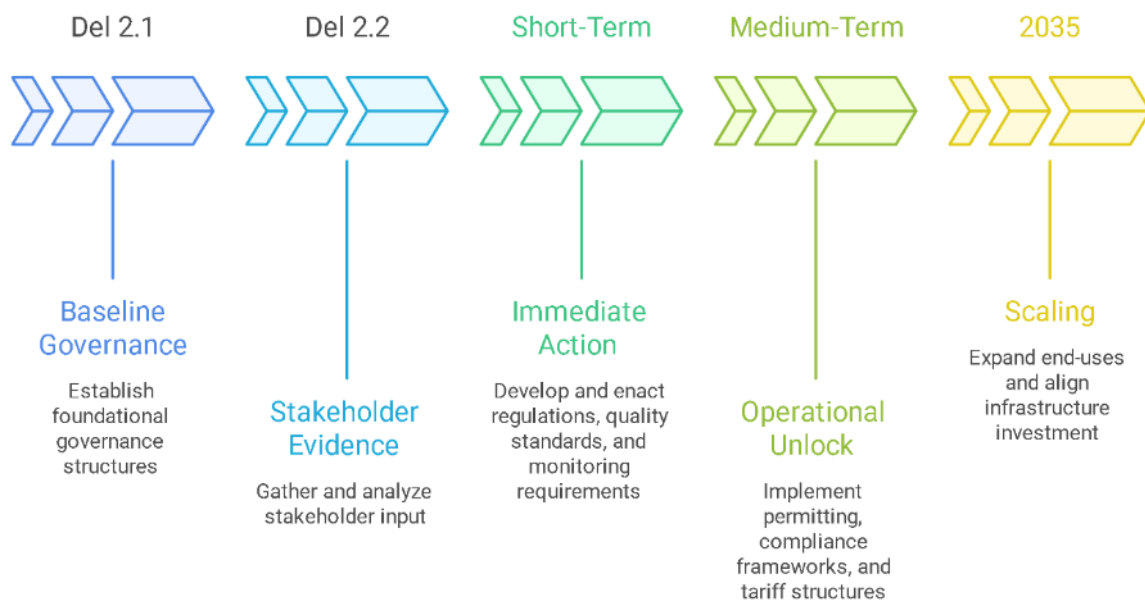 Del 2.1
Del 2.2
Short-Term
Medium-Term
2035
Baseline
Governance
Establish
foundational
governance
structures
Stakeholder
Evidence
Gather and analyze
stakeholder input
Immediate
Action
Develop and enact
regulations, quality
standards, and
monitoring
requirements
Operational
Unlock
Implement
permitting,
compliance
frameworks, and
tariff structures
Scaling
Expand end-uses
and align
infrastructure
investment